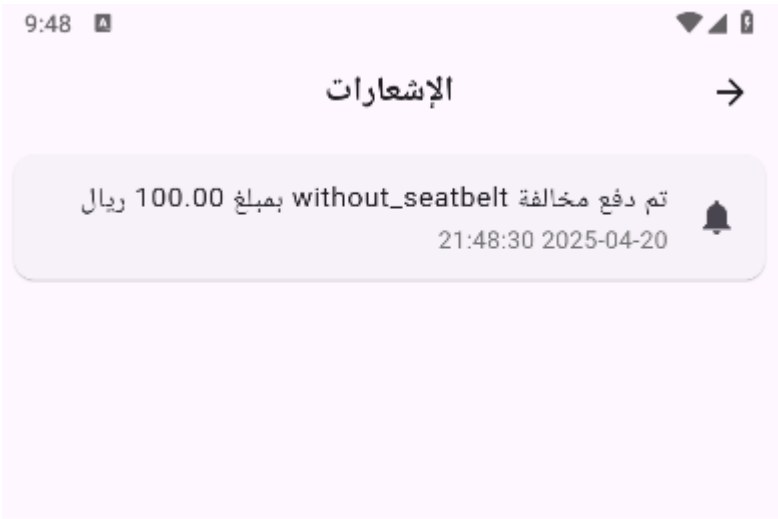 9:48
الإشعارات
تم دفع مخالفة without_seatbelt بمبلغ 100.00 ريال
21:48:30 2025-04-20